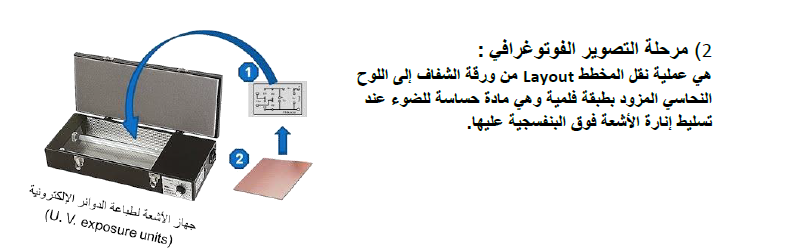 2) مرحلة التصوير الفوتوغرافي :
هي عملية نقل المخطط Layout من ورقة الشفاف إلى اللوح
النحاسي المزود بطبقة فلمية وهي مادة حساسة للضوء عند
تسليط إنارة الأشعة فوق البنفسجية عليها.
1
2
جهاز الأشعة لطباعة الدوائر الإلكترونية
(U. V. exposure units)